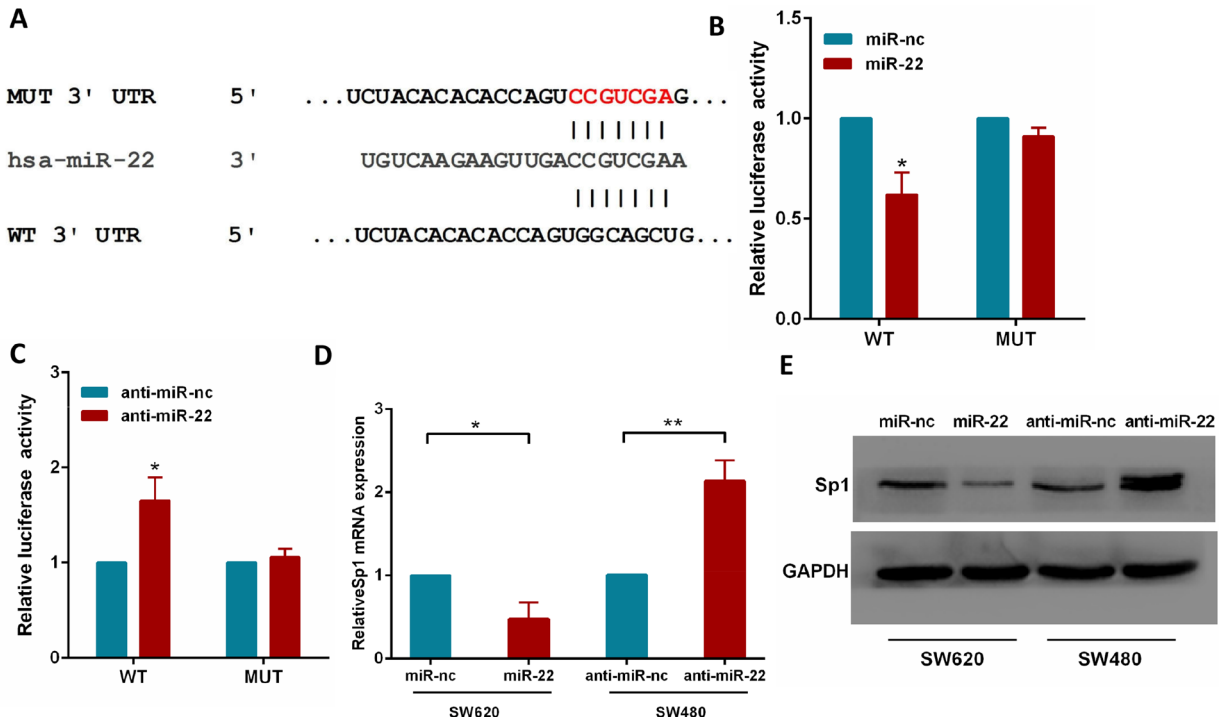 A
MUT 3' UTR 5' ...UCUACACACACCAGUCCGUCGAG...
hsa-miR-22 3' UGUCAAGAAGUUGACCGUCGAA
WT 3' UTR 5' ...UCUACACACACCAGUGGCAGCUG...
B
Relative luciferase activity
1.5
1.0
0.5
0.0
miR-nc
miR-22
*
WT MUT
C
Relative luciferase activity
3
2
1
0
anti-miR-nc
anti-miR-22
*
WT MUT
D
RelativeSp1 mRNA expression
3
2
1
0
* **
miR-nc miR-22 anti-miR-nc anti-miR-22
SW620 SW480
E
miR-nc miR-22 anti-miR-nc anti-miR-22
Sp1
GAPDH
SW620 SW480